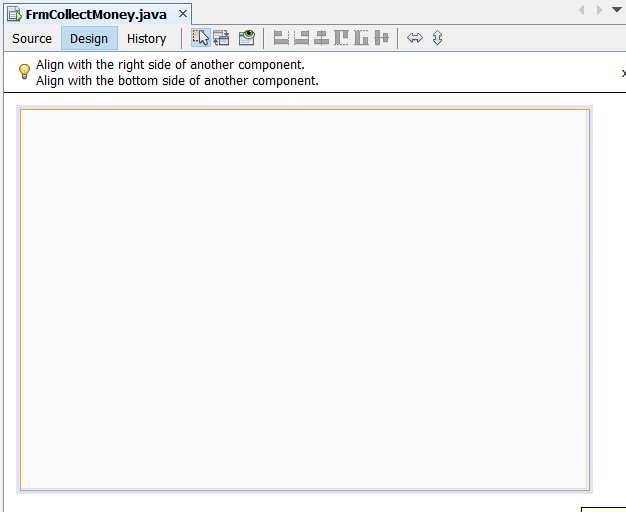 FrmCollectMoney.java
Source Design History
Align with the right side of another component.
Align with the bottom side of another component.